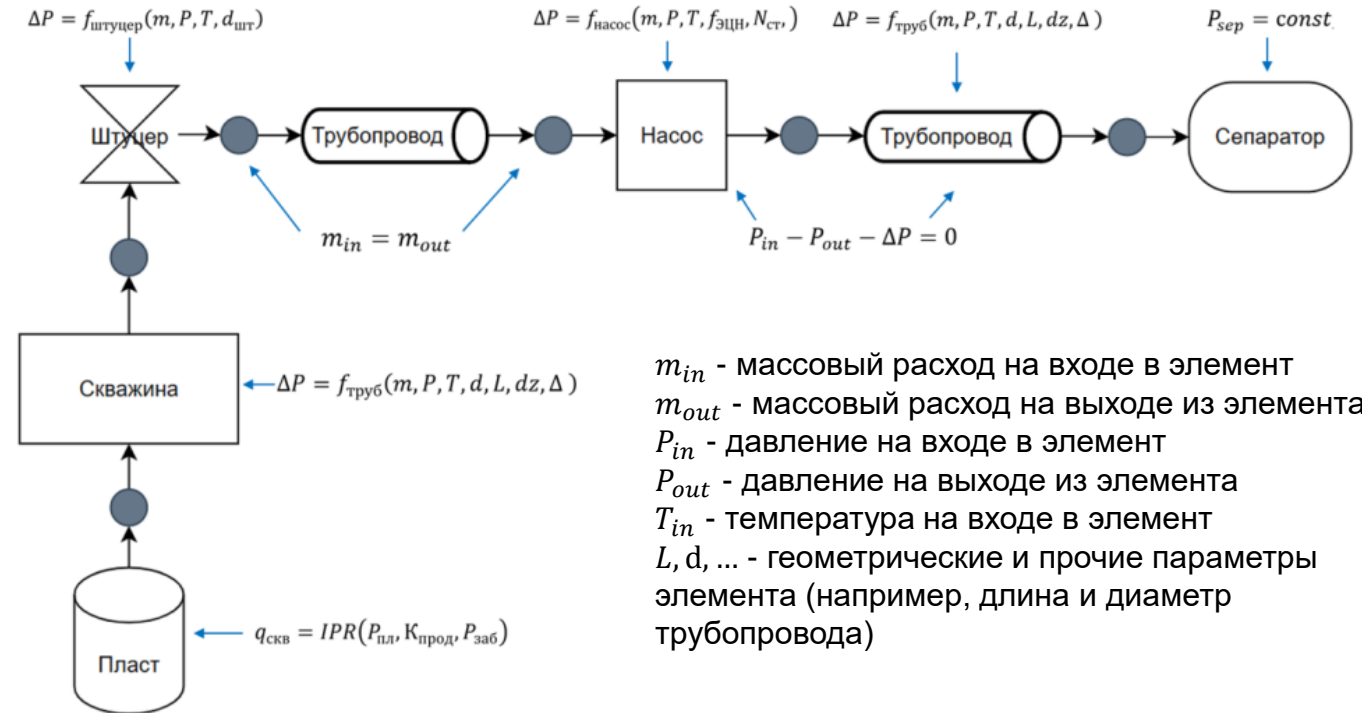 ΔP = f_штуцер(m, P, T, d_шт)
ΔP = f_насос(m, P, T, f_ЭЦН, N_ст, )
ΔP = f_труб(m, P, T, d, L, dz, Δ )
P_sep = const.
Штуцер
Трубопровод
Насос
Трубопровод
Сепаратор
m_in = m_out
P_in − P_out − ΔP = 0
Скважина
ΔP = f_труб(m, P, T, d, L, dz, Δ )
m_in - массовый расход на входе в элемент
m_out - массовый расход на выходе из элемента
P_in - давление на входе в элемент
P_out - давление на выходе из элемента
T_in - температура на входе в элемент
L, d, ... - геометрические и прочие параметры
элемента (например, длина и диаметр
трубопровода)
q_скв = IPR(P_пл, К_прод, P_заб)
Пласт